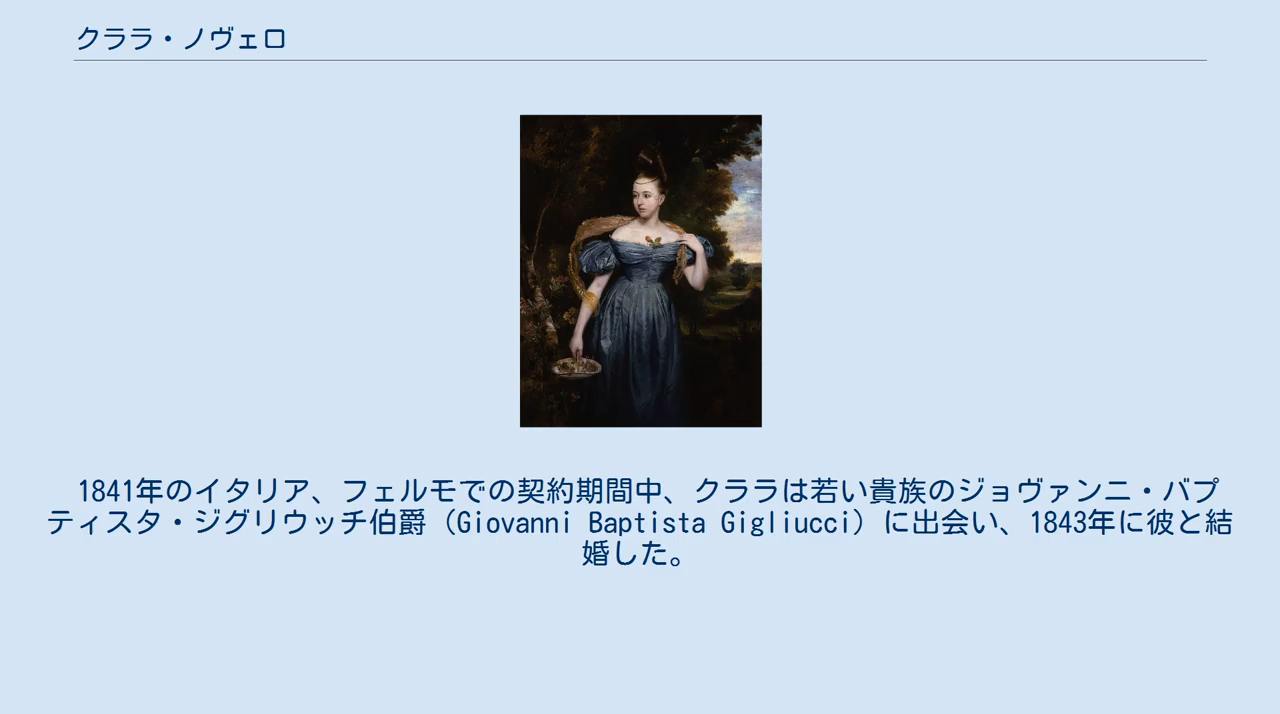 クララ・ノヴェロ
1841年のイタリア、フェルモでの契約期間中、クララは若い貴族のジョヴァンニ・バプ
ティスタ・ジグリウッチ伯爵（Giovanni Baptista Gigliucci）に出会い、1843年に彼と結
婚した。